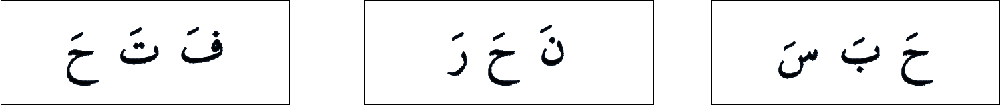 حَ بَ سَ نَ حَ رَ فَ تَ حَ